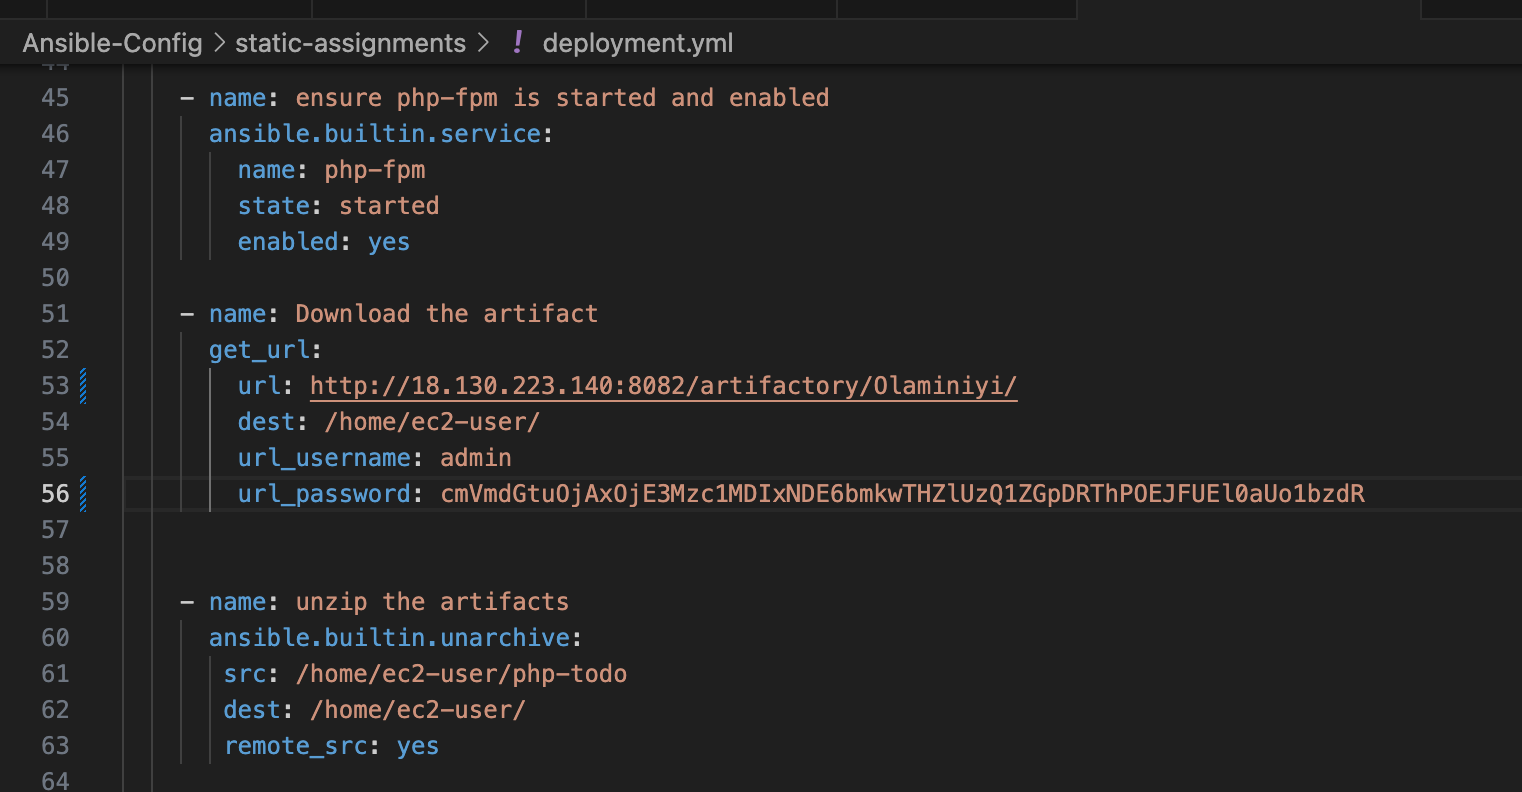 Ansible-Config > static-assignments > ! deployment.yml
44
45 - name: ensure php-fpm is started and enabled
46 ansible.builtin.service:
47 name: php-fpm
48 state: started
49 enabled: yes
50
51 - name: Download the artifact
52 get_url:
53 url: http://18.130.223.140:8082/artifactory/Olaminiyi/
54 dest: /home/ec2-user/
55 url_username: admin
56 url_password: cmVmdGtuOjAxOjE3Mzc1MDIxNDE6bmkwTHZlUzQ1ZGpDRThPOEJFUEl0aUo1bzdR
57
58
59 - name: unzip the artifacts
60 ansible.builtin.unarchive:
61 src: /home/ec2-user/php-todo
62 dest: /home/ec2-user/
63 remote_src: yes
64